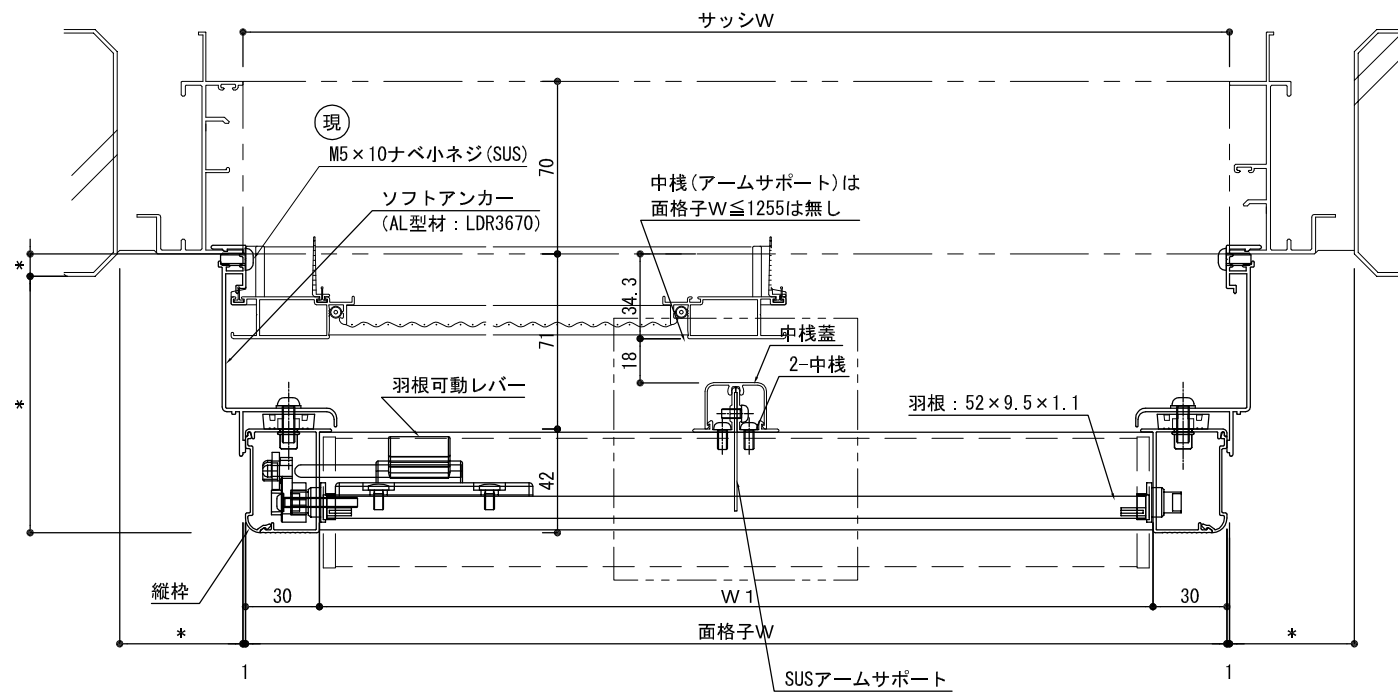 サッシW
現
M5×10ナベ小ネジ(SUS)
70
ソフトアンカー
(AL型材：LDR3670)
中桟(アームサポート)は
面格子W≦1255は無し
*
34.3
71
18
中桟蓋
2-中桟
羽根可動レバー
羽根：52×9.5×1.1
*
42
縦枠
30
W1
30
*
面格子W
*
1
SUSアームサポート
1